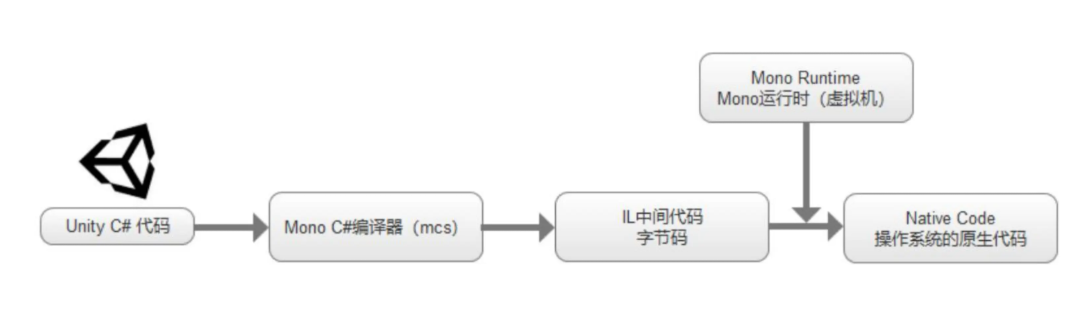 Mono Runtime
Mono运行时（虚拟机）
Unity C# 代码
Mono C#编译器（mcs）
IL中间代码
字节码
Native Code
操作系统的原生代码